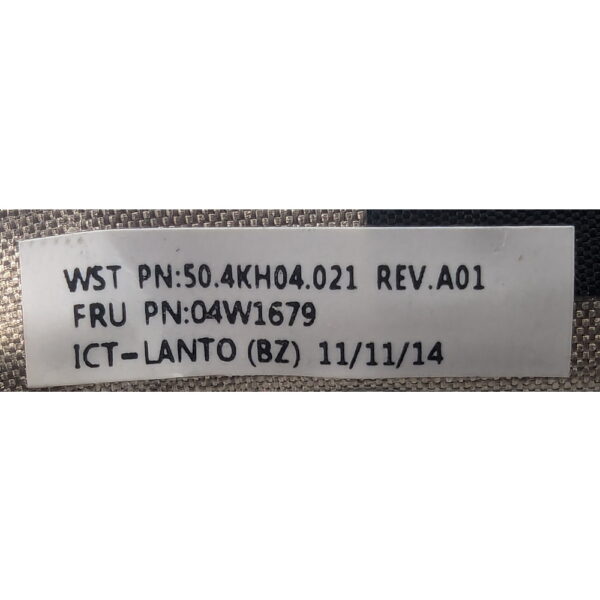 WST PN:50.4KH04.021 REV.A01
FRU PN:04W1679
ICT-LANTO (BZ) 11/11/14